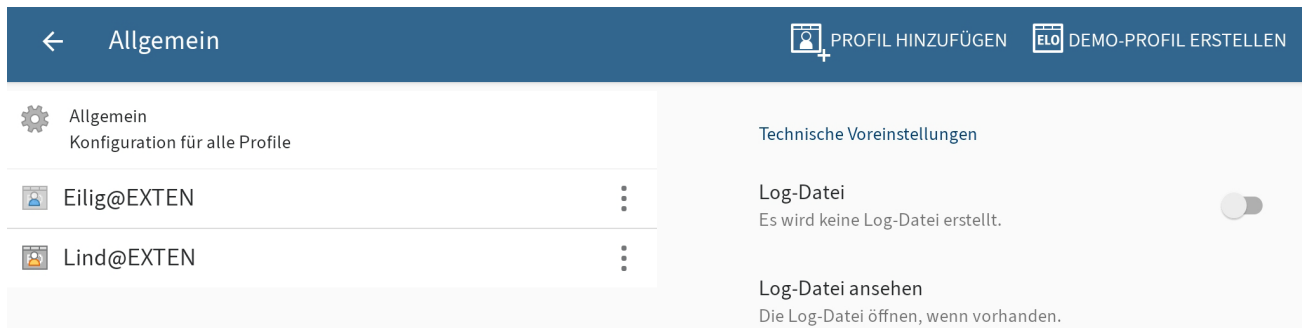 Allgemein
PROFIL HINZUFÜGEN
ELO DEMO-PROFIL ERSTELLEN
Allgemein
Konfiguration für alle Profile
Eilig@EXTEN
Lind@EXTEN
Technische Voreinstellungen
Log-Datei
Es wird keine Log-Datei erstellt.
Log-Datei ansehen
Die Log-Datei öffnen, wenn vorhanden.